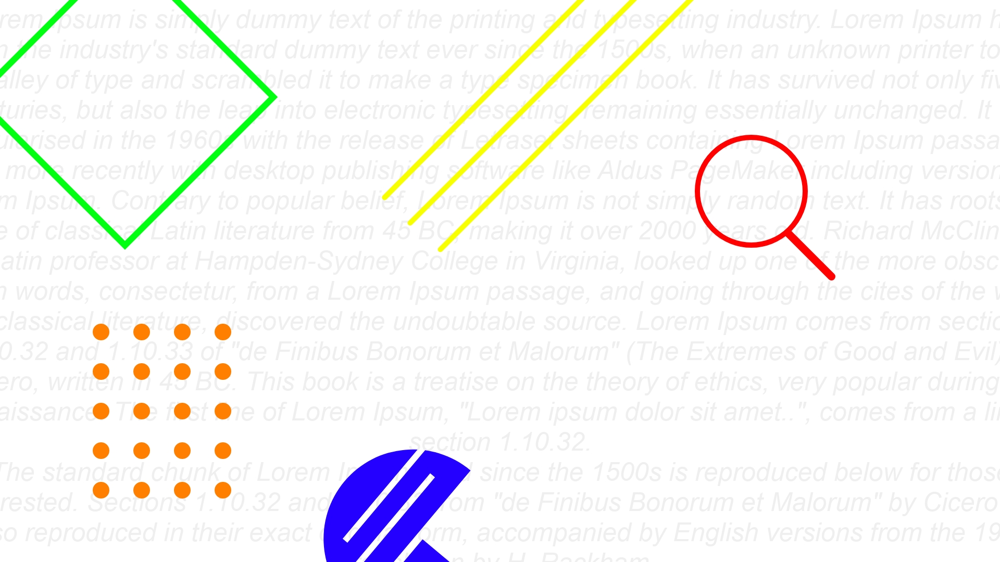 rem Ipsum is simply dummy text of the printing and typesetting industry. Lorem Ipsum h
n the industry's standard dummy text ever since the 1500s, when an unknown printer to
alley of type and scrambled it to make a type specimen book. It has survived not only fiv
turies, but also the leap into electronic typesetting, remaining essentially unchanged. It
ularised in the 1960s with the release of Letraset sheets containing Lorem Ipsum passa
more recently with desktop publishing software like Aldus PageMaker including version
m Ipsum. Contrary to popular belief, Lorem Ipsum is not simply random text. It has roots
e of classical Latin literature from 45 BC, making it over 2000 years old. Richard McClin
atin professor at Hampden-Sydney College in Virginia, looked up one of the more obsc
n words, consectetur, from a Lorem Ipsum passage, and going through the cites of the w
classical literature, discovered the undoubtable source. Lorem Ipsum comes from sectio
0.32 and 1.10.33 of "de Finibus Bonorum et Malorum" (The Extremes of Good and Evil)
ero, written in 45 BC. This book is a treatise on the theory of ethics, very popular during
aissance. The first line of Lorem Ipsum, "Lorem ipsum dolor sit amet..", comes from a lin
section 1.10.32.
The standard chunk of Lorem since the 1500s is reproduced below for those
rested. Sections 1.10.32 and from "de Finibus Bonorum et Malorum" by Cicero
so reproduced in their exact form, accompanied by English versions from the 19
n by H. Rackham